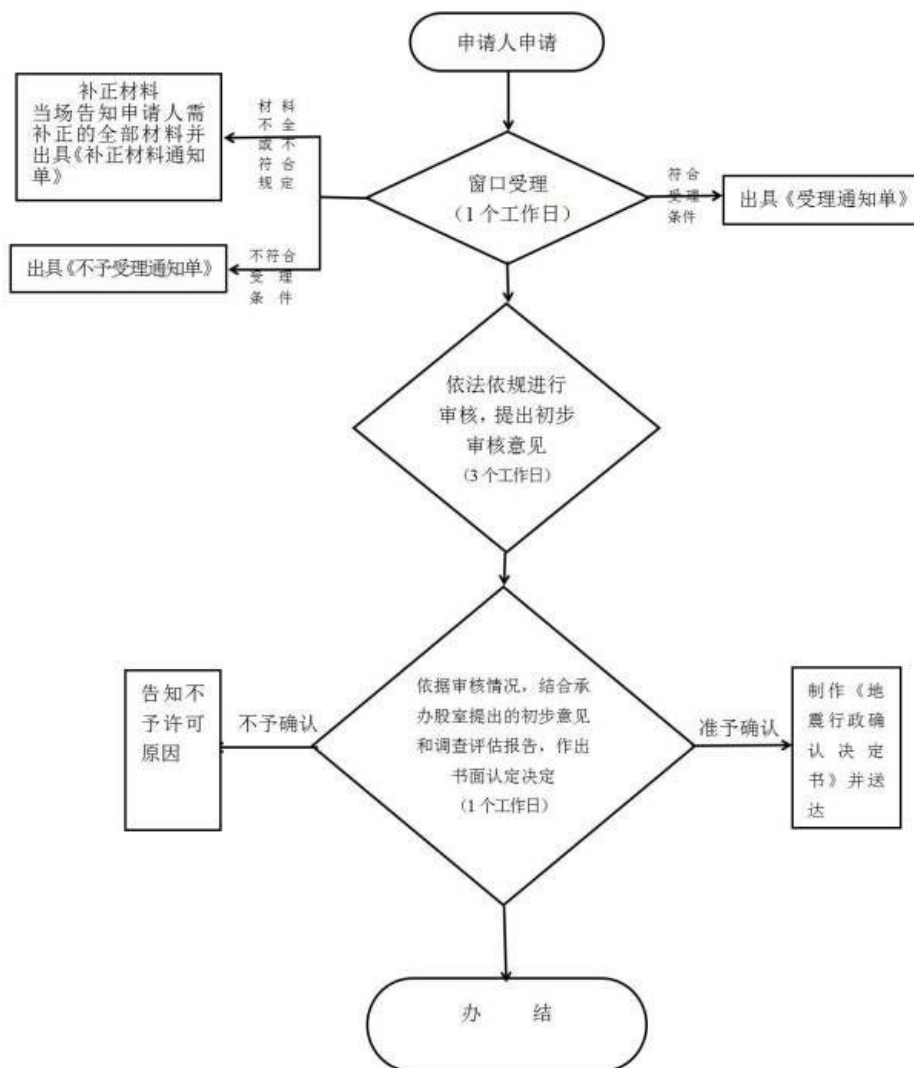 申请人申请
补正材料
当场告知申请人需
补正的全部材料并
出具《补正材料通知
单》
材料
不全
或不
符合
规定
窗口受理
（1个工作日）
符合
受理
条件
出具《受理通知单》
出具《不予受理通知单》
不符合
受理
条件
依法依规进行
审核，提出初步
审核意见
（3个工作日）
告知不
予许可
原因
不予确认
依据审核情况，结合承
办股室提出的初步意见
和调查评估报告，作出
书面认定决定
（1个工作日）
准予确认
制作《地
震行政确
认决定
书》并送
达
办结